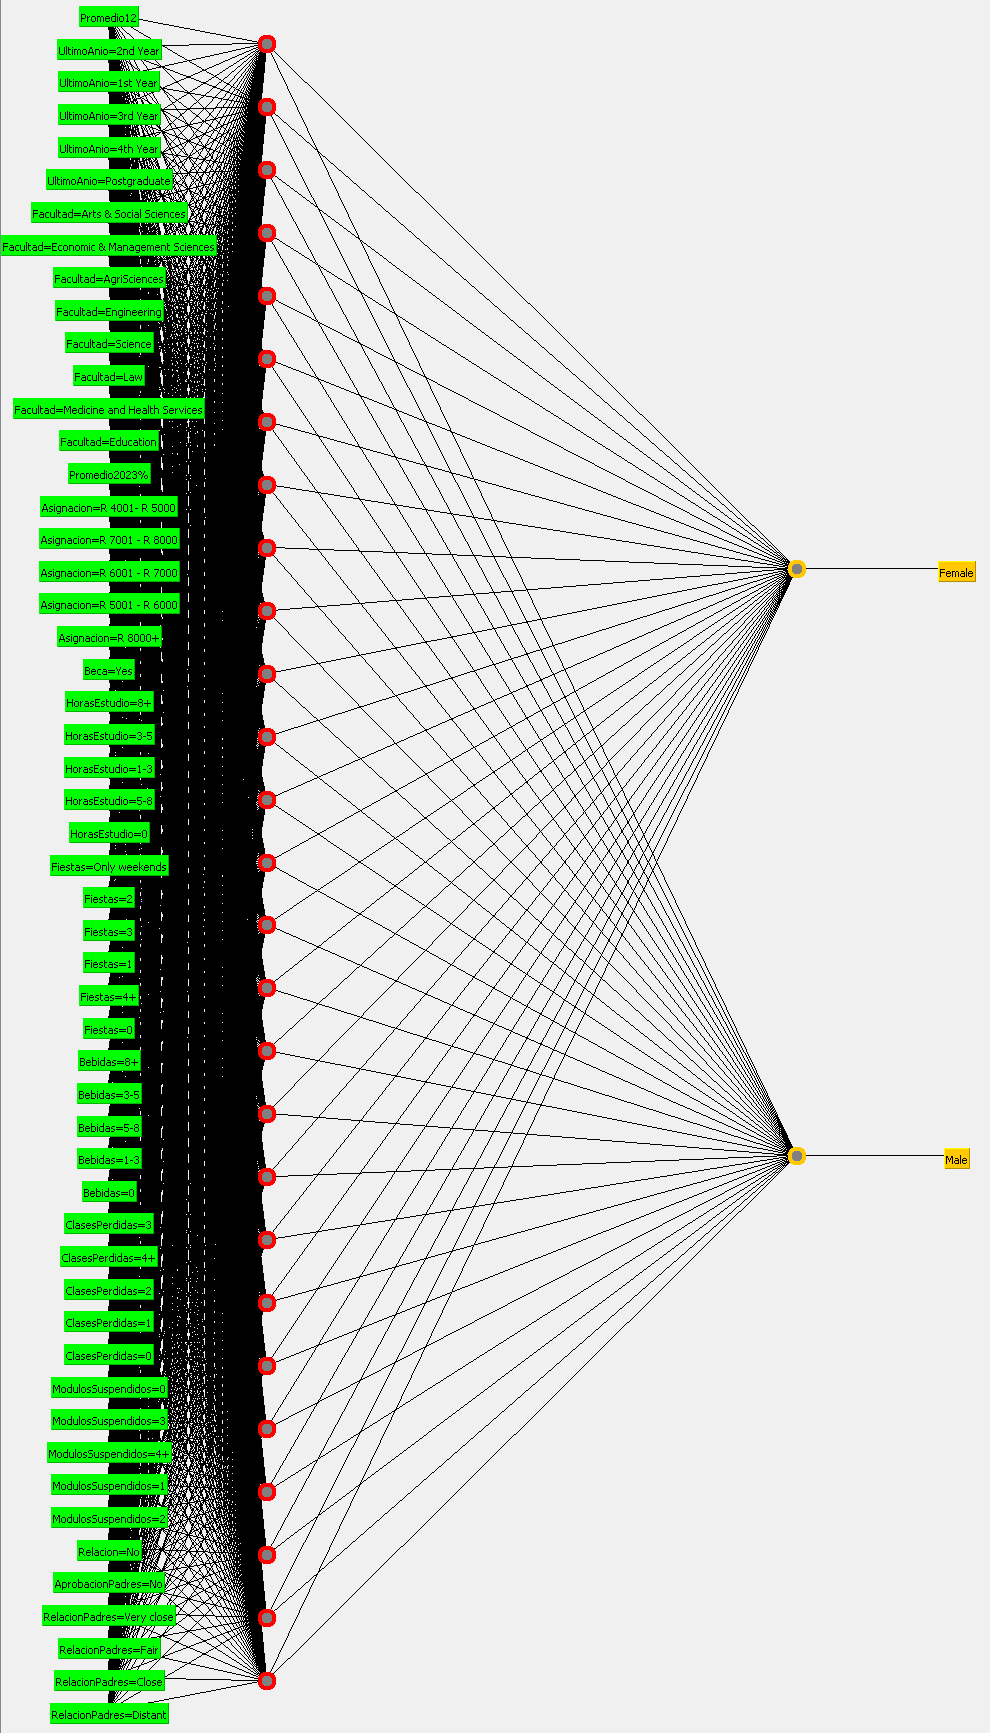 Promedio12
UltimoAnio=2nd Year
UltimoAnio=1st Year
UltimoAnio=3rd Year
UltimoAnio=4th Year
UltimoAnio=Postgraduate
Facultad=Arts & Social Sciences
Facultad=Economic & Management Sciences
Facultad=AgriSciences
Facultad=Engineering
Facultad=Science
Facultad=Law
Facultad=Medicine and Health Services
Facultad=Education
Promedio2023%
Asignacion=R 4001- R 5000
Asignacion=R 7001 - R 8000
Asignacion=R 6001 - R 7000
Female
Asignacion=R 5001 - R 6000
Asignacion=R 8000+
Beca=Yes
HorasEstudio=8+
HorasEstudio=3-5
HorasEstudio=1-3
HorasEstudio=5-8
HorasEstudio=0
Fiestas=Only weekends
Fiestas=2
Fiestas=3
Fiestas=1
Fiestas=4+
Fiestas=0
Bebidas=8+
Bebidas=3-5
Bebidas=5-8
Bebidas=1-3
Male
Bebidas=0
ClasesPerdidas=3
ClasesPerdidas=4+
ClasesPerdidas=2
ClasesPerdidas=1
ClasesPerdidas=0
ModulosSuspendidos=0
ModulosSuspendidos=3
ModulosSuspendidos=4+
ModulosSuspendidos=1
ModulosSuspendidos=2
Relacion=No
AprobacionPadres=No
RelacionPadres=Very close
RelacionPadres=Fair
RelacionPadres=Close
RelacionPadres=Distant